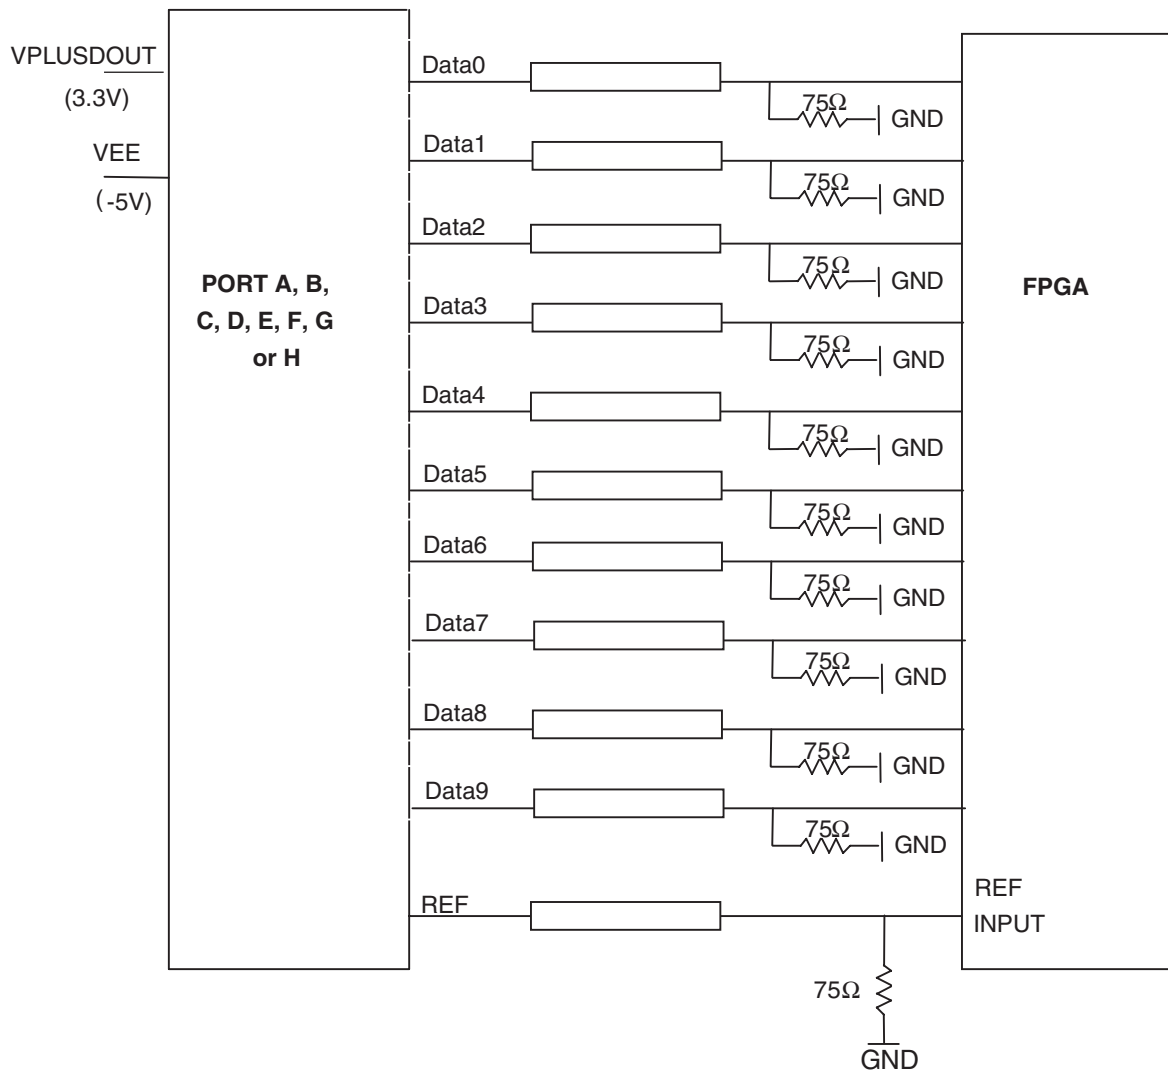 VPLUSDOUT
(3.3V)
VEE
(-5V)
PORT A, B,
C, D, E, F, G
or H
Data0
75Ω
GND
Data1
75Ω
GND
Data2
75Ω
GND
Data3
75Ω
GND
Data4
75Ω
GND
Data5
75Ω
GND
Data6
75Ω
GND
Data7
75Ω
GND
Data8
75Ω
GND
Data9
75Ω
GND
REF
75Ω
GND
FPGA
REF
INPUT